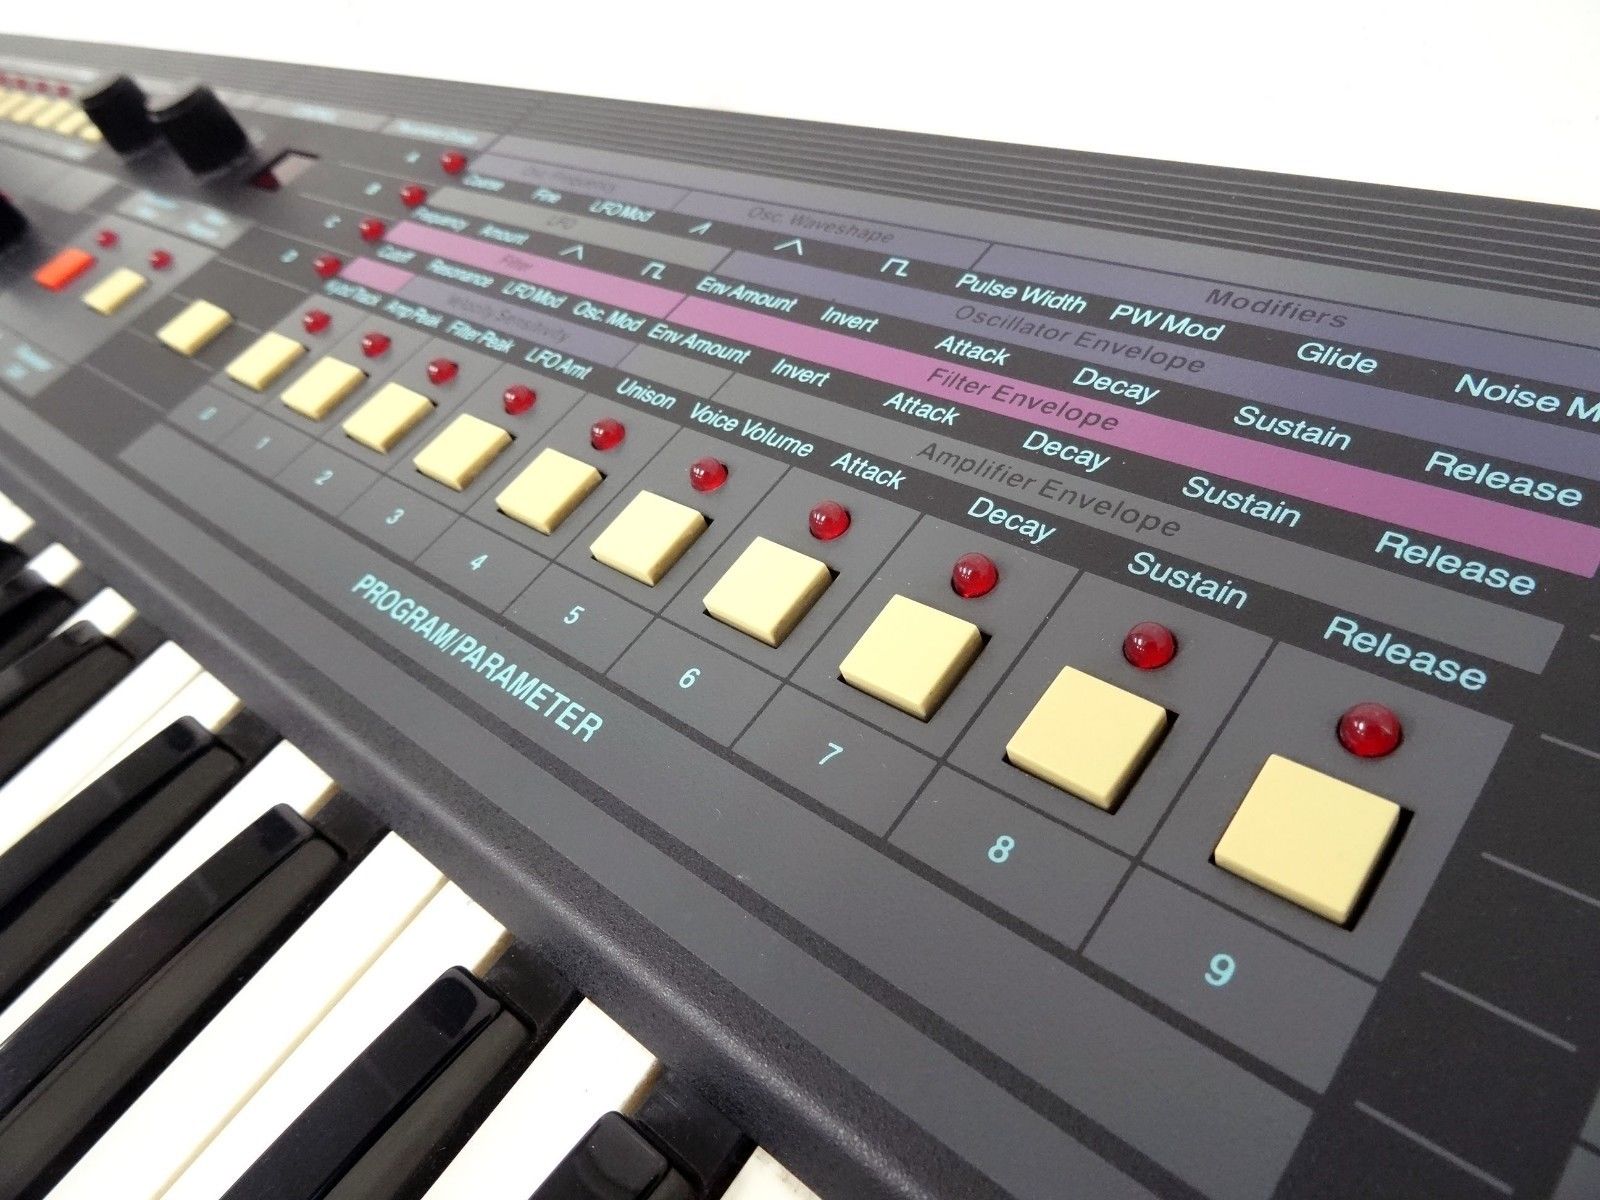 A
B
C
D
Osc. Frequency
Osc. Waveshape
Modifiers
Coarse Fine LFO Mod Pulse Width PW Mod Glide Noise M
LFO
Oscillator Envelope
Frequency Amount Env Amount Invert Attack Decay Sustain Release
Filter
Filter Envelope
Cutoff Resonance LFO Mod Osc. Mod Env Amount Invert Attack Decay Sustain Release
Velocity Sensitivity
Amplifier Envelope
Kybd Track Amp Peak Filter Peak LFO Amt Unison Voice Volume Attack Decay Sustain Release
0 1 2 3 4 5 6 7 8 9
PROGRAM/PARAMETER